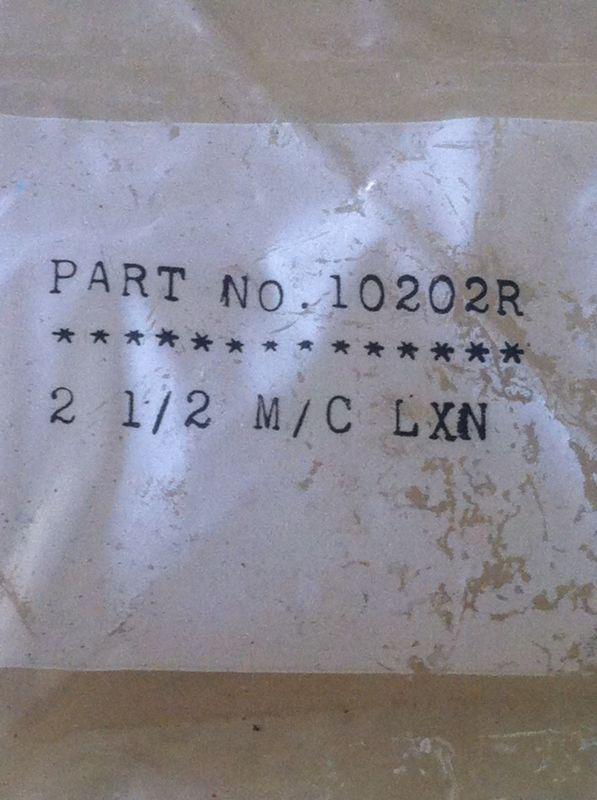 PART NO.10202R
**************
2 1/2 M/C LXN